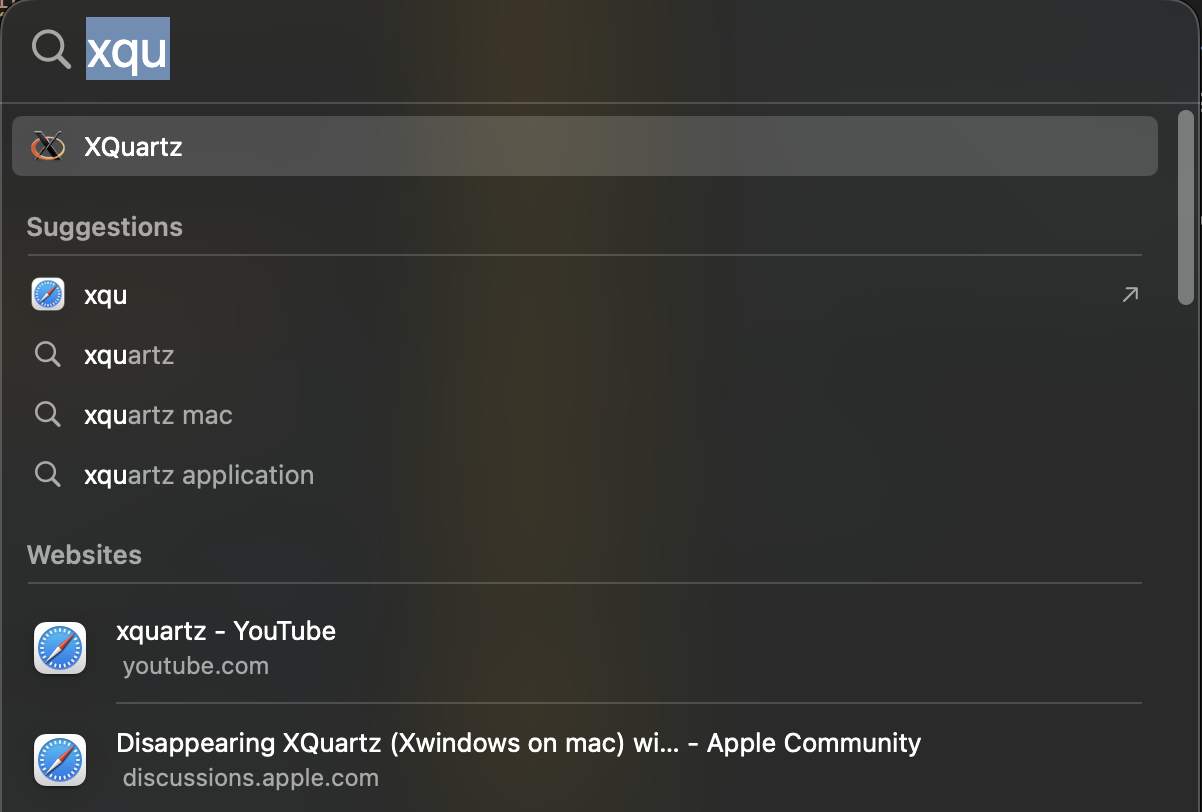 xqu
XQuartz
Suggestions
xqu
xquartz
xquartz mac
xquartz application
Websites
xquartz - YouTube
youtube.com
Disappearing XQuartz (Xwindows on mac) wi... - Apple Community
discussions.apple.com